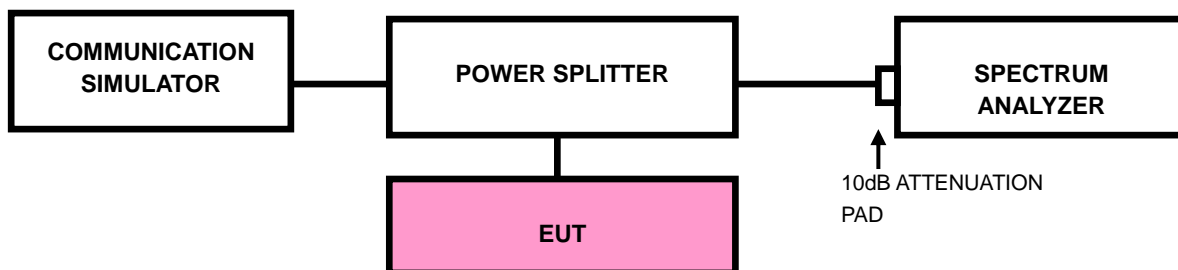 COMMUNICATION
SIMULATOR
POWER SPLITTER
SPECTRUM
ANALYZER
10dB ATTENUATION
PAD
EUT